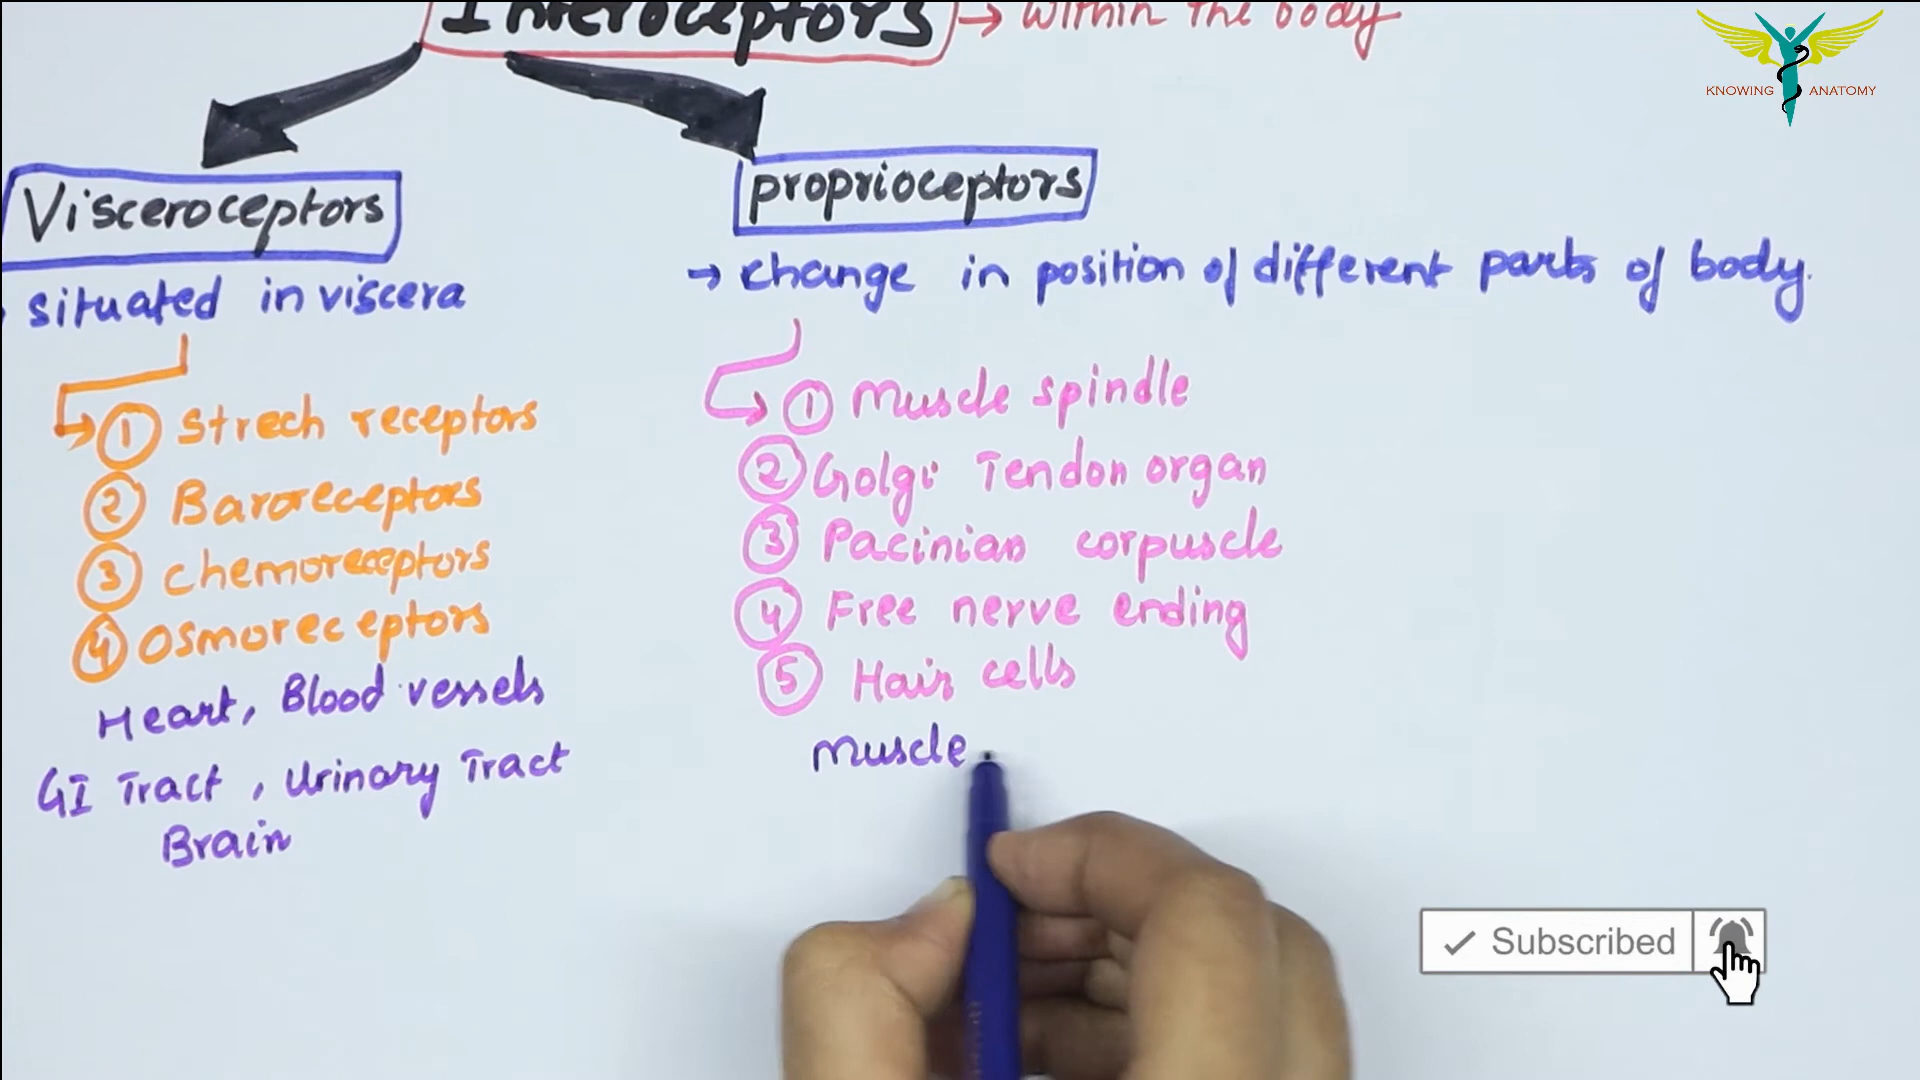 Interoceptors → within the body
KNOWING ANATOMY
Visceroceptors
situated in viscera
① Strech receptors
② Baroreceptors
③ chemoreceptors
④ Osmoreceptors
Heart, Blood vessels
GI Tract, Urinary Tract
Brain
proprioceptors
→ change in position of different parts of body.
① Muscle spindle
② Golgi Tendon organ
③ Pacinian corpuscle
④ Free nerve ending
⑤ Hair cells
Muscle
Subscribed